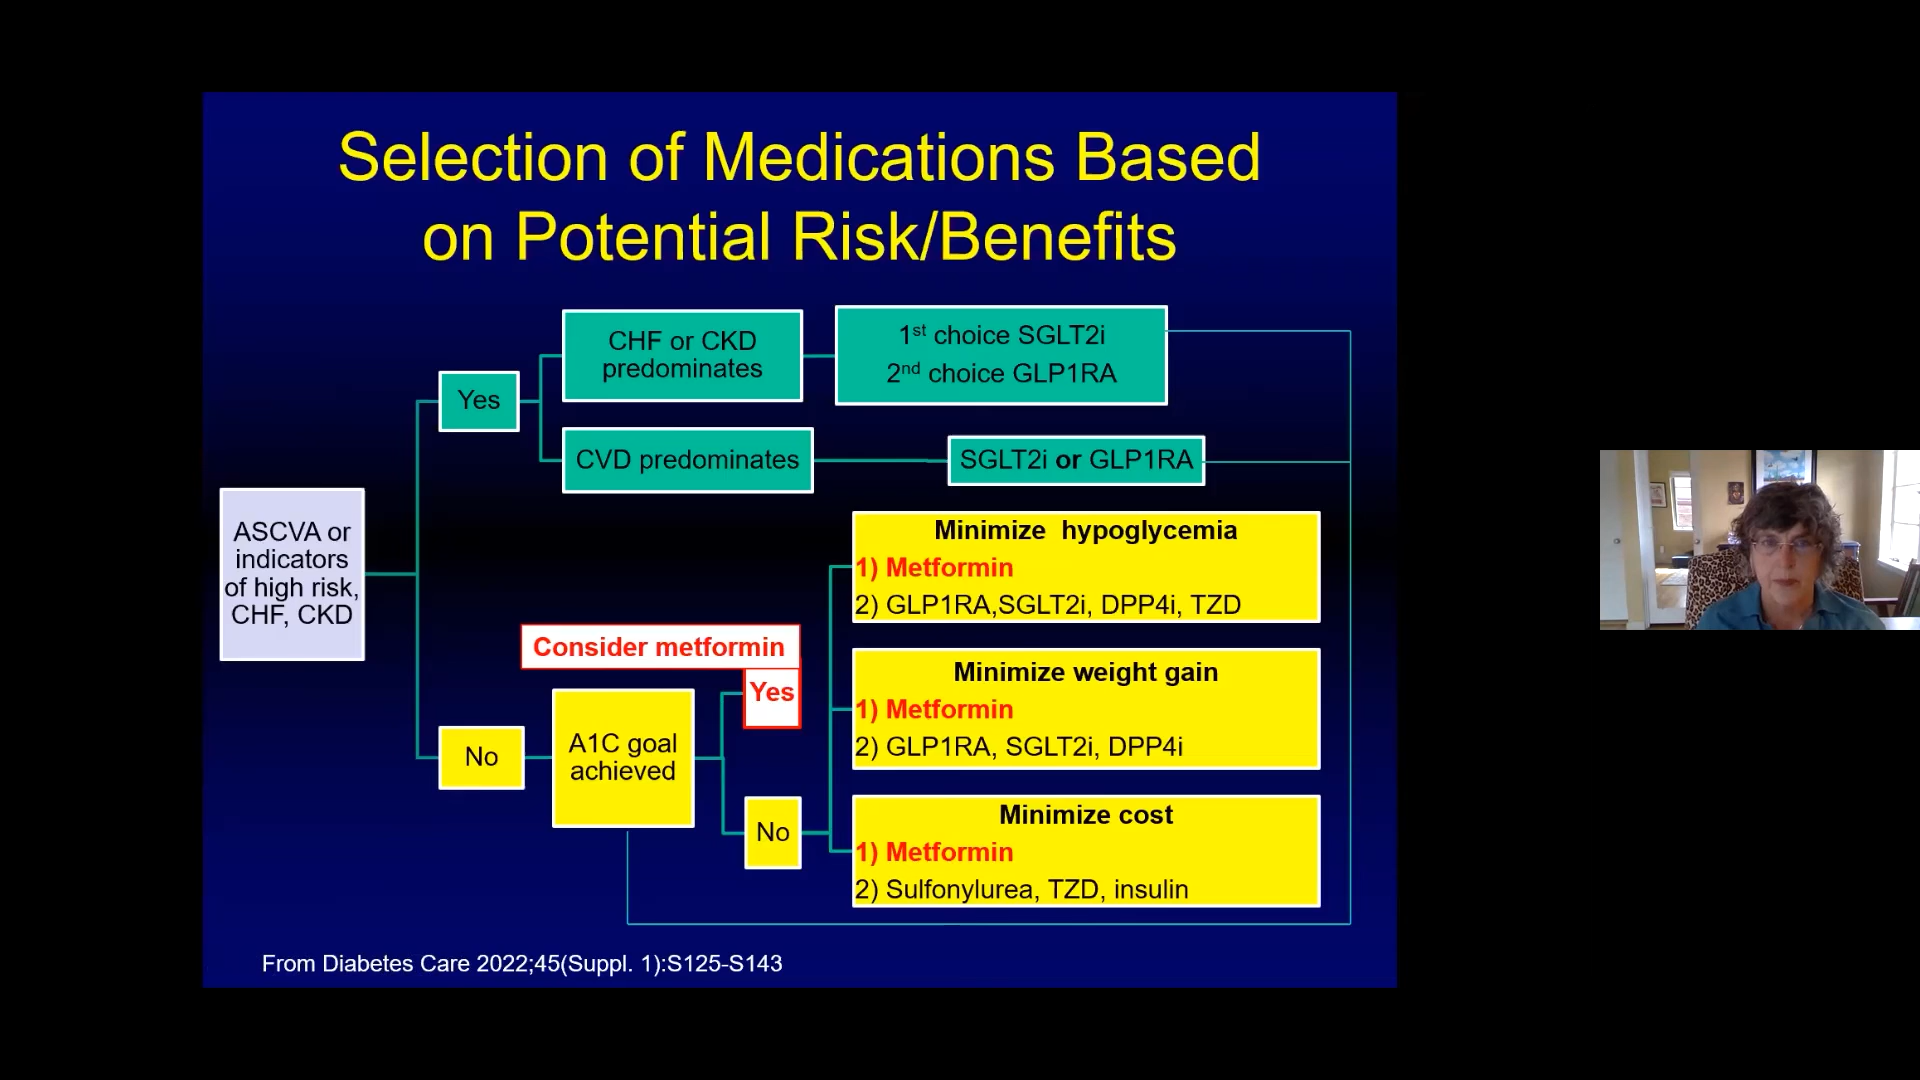 Selection of Medications Based
on Potential Risk/Benefits
CHF or CKD
predominates
1st choice SGLT2i
2nd choice GLP1RA
Yes
CVD predominates
SGLT2i or GLP1RA
ASCVA or
indicators
of high risk,
CHF, CKD
Minimize hypoglycemia
1) Metformin
2) GLP1RA,SGLT2i, DPP4i, TZD
Consider metformin
Yes
Minimize weight gain
1) Metformin
2) GLP1RA, SGLT2i, DPP4i
No
A1C goal
achieved
No
Minimize cost
1) Metformin
2) Sulfonylurea, TZD, insulin
From Diabetes Care 2022;45(Suppl. 1):S125-S143